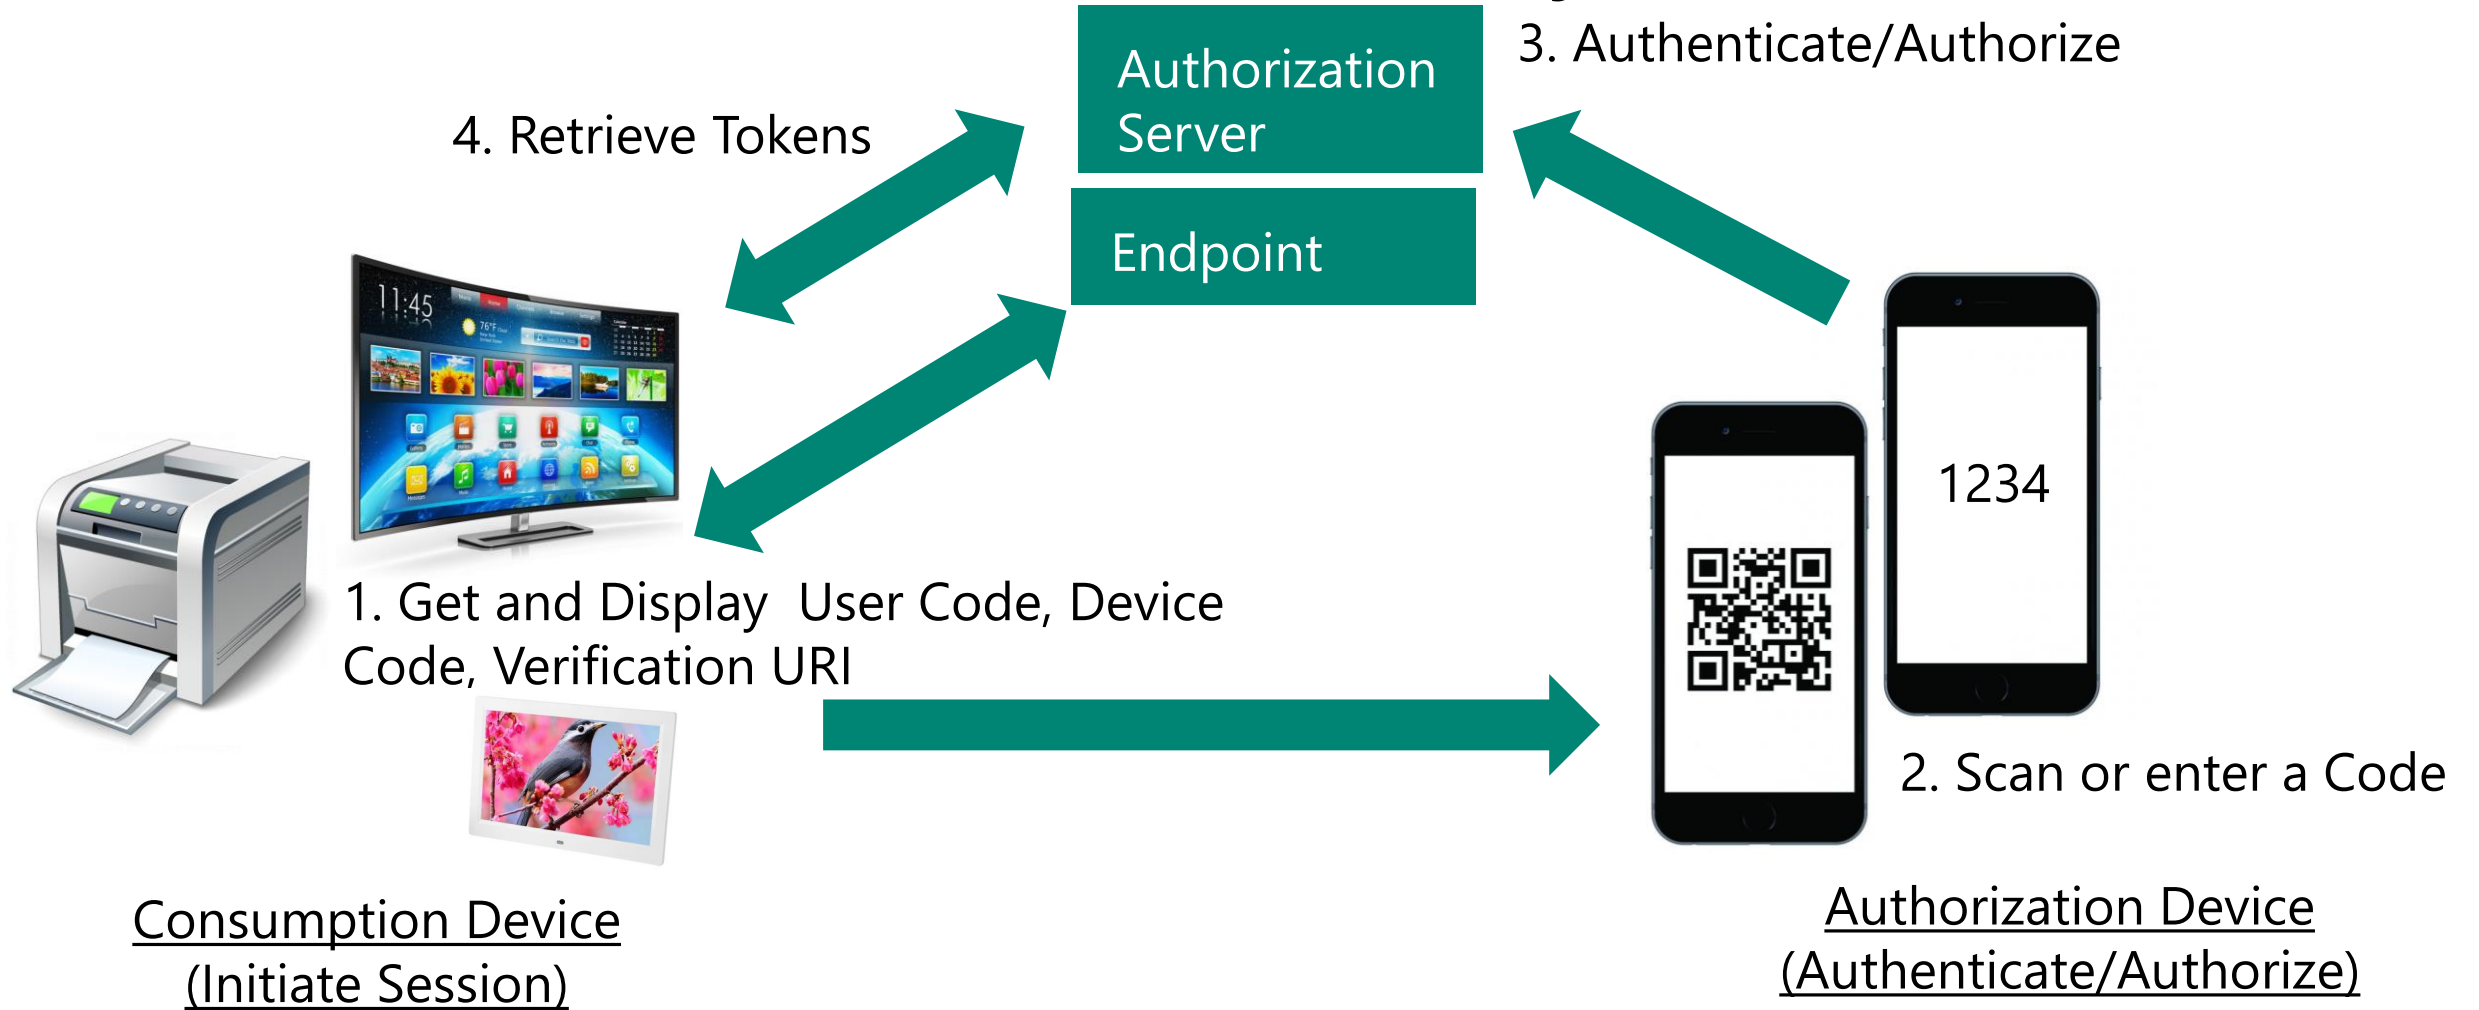 3. Authenticate/Authorize
Authorization
Server
4. Retrieve Tokens
Endpoint
11:45
76°F
1234
1. Get and Display User Code, Device
Code, Verification URI
2. Scan or enter a Code
Consumption Device
(Initiate Session)
Authorization Device
(Authenticate/Authorize)